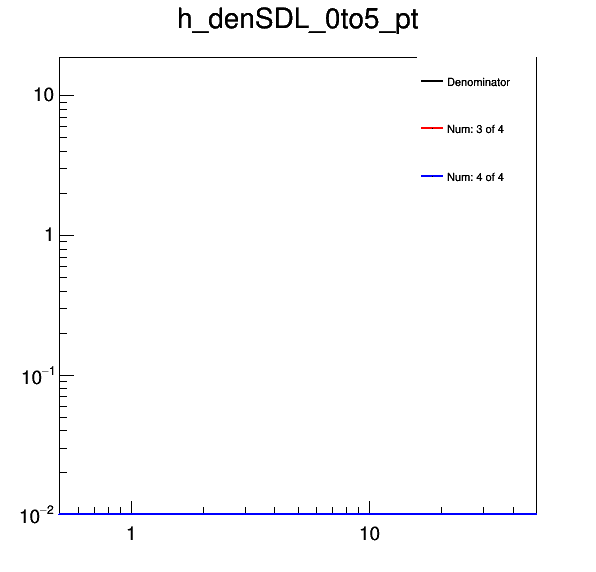 h_denSDL_0to5_pt
Denominator
Num: 3 of 4
Num: 4 of 4
10
1
10⁻¹
10⁻²
1 10